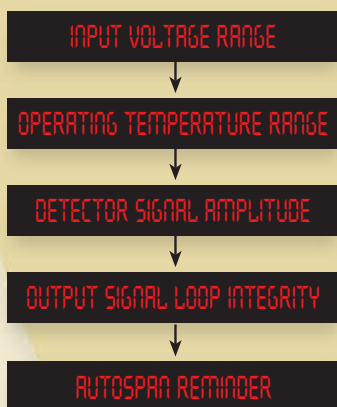 INPUT VOLTAGE RANGE
OPERATING TEMPERATURE RANGE
DETECTOR SIGNAL AMPLITUDE
OUTPUT SIGNAL LOOP INTEGRITY
AUTOSPAN REMINDER